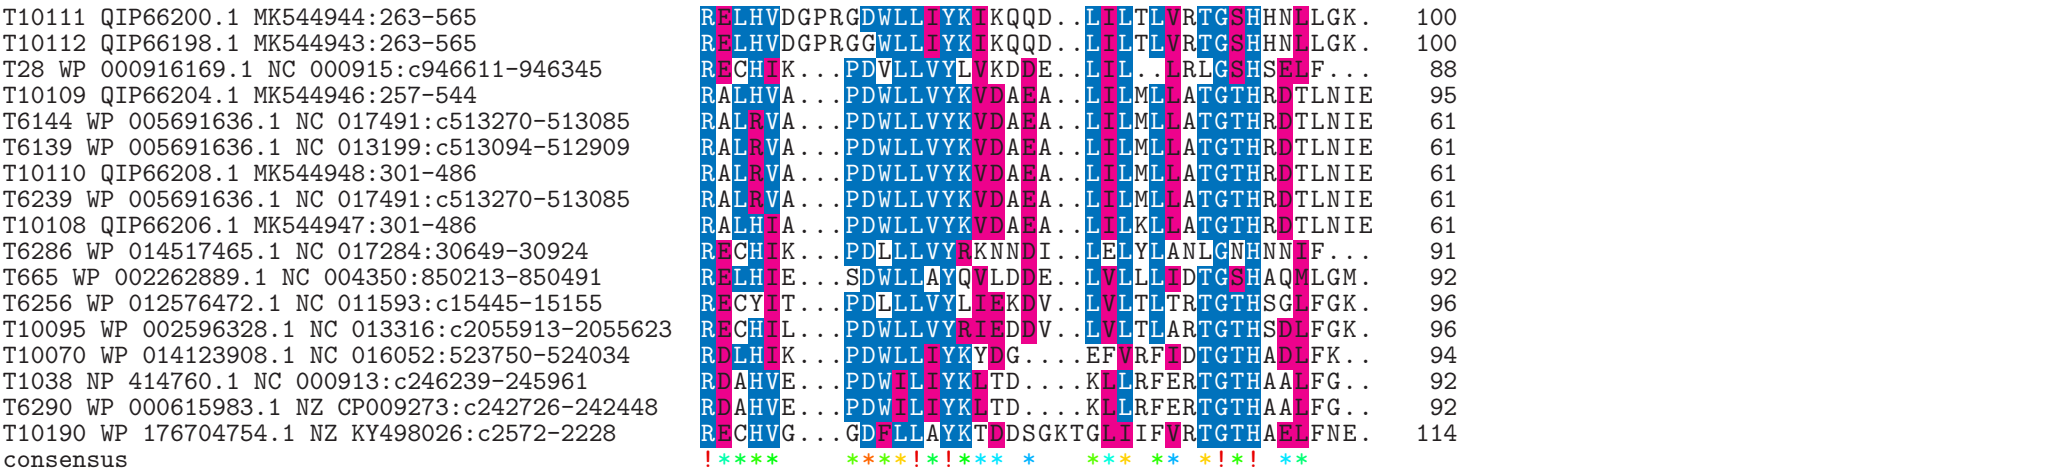 T10111 QIP66200.1 MK544944:263-565 RELHVDGPRGDWLLIYKIKQQD..LILTLVRTGSHHNLLGK. 100
T10112 QIP66198.1 MK544943:263-565 RELHVDGPRGGWLLIYKIKQQD..LILTLVRTGSHHNLLGK. 100
T28 WP 000916169.1 NC 000915:c946611-946345 RECHIK...PDVLLVYLVKDDE..LIL..LRLGSHSELF... 88
T10109 QIP66204.1 MK544946:257-544 RALHVA...PDWLLVYKVDAEA..LILMLLATGTHRDTLNIE 95
T6144 WP 005691636.1 NC 017491:c513270-513085 RALRVA...PDWLLVYKVDAEA..LILMLLATGTHRDTLNIE 61
T6139 WP 005691636.1 NC 013199:c513094-512909 RALRVA...PDWLLVYKVDAEA..LILMLLATGTHRDTLNIE 61
T10110 QIP66208.1 MK544948:301-486 RALRVA...PDWLLVYKVDAEA..LILMLLATGTHRDTLNIE 61
T6239 WP 005691636.1 NC 017491:c513270-513085 RALRVA...PDWLLVYKVDAEA..LILMLLATGTHRDTLNIE 61
T10108 QIP66206.1 MK544947:301-486 RALHIA...PDWLLVYKVDAEA..LILKLLATGTHRDTLNIE 61
T6286 WP 014517465.1 NC 017284:30649-30924 RECHIK...PDLLLVYRKNNDI..LELYLANLGNHNNIF... 91
T665 WP 002262889.1 NC 004350:850213-850491 RELHIE...SDWLLAYQVLDDE..LVLLLIDTGSHAQMLGM. 92
T6256 WP 012576472.1 NC 011593:c15445-15155 RECYIT...PDLLLVYLIEKDV..LVLTLTRTGTHSGLFGK. 96
T10095 WP 002596328.1 NC 013316:c2055913-2055623 RECHIL...PDWLLVYRIEDDV..LVLTLARTGTHSDLFGK. 96
T10070 WP 014123908.1 NC 016052:523750-524034 RDLHIK...PDWLLIYKYDG....EFVRFIDTGTHADLFK.. 94
T1038 NP 414760.1 NC 000913:c246239-245961 RDAHVE...PDWILIYKLTD....KLLRFERTGTHAALFG.. 92
T6290 WP 000615983.1 NZ CP009273:c242726-242448 RDAHVE...PDWILIYKLTD....KLLRFERTGTHAALFG.. 92
T10190 WP 176704754.1 NZ KY498026:c2572-2228 RECHVG...GDFLLAYKTDDSGKTGLIIFVRTGTHAELFNE. 114
consensus !**** ****!*!*** * *** ** *!*! **